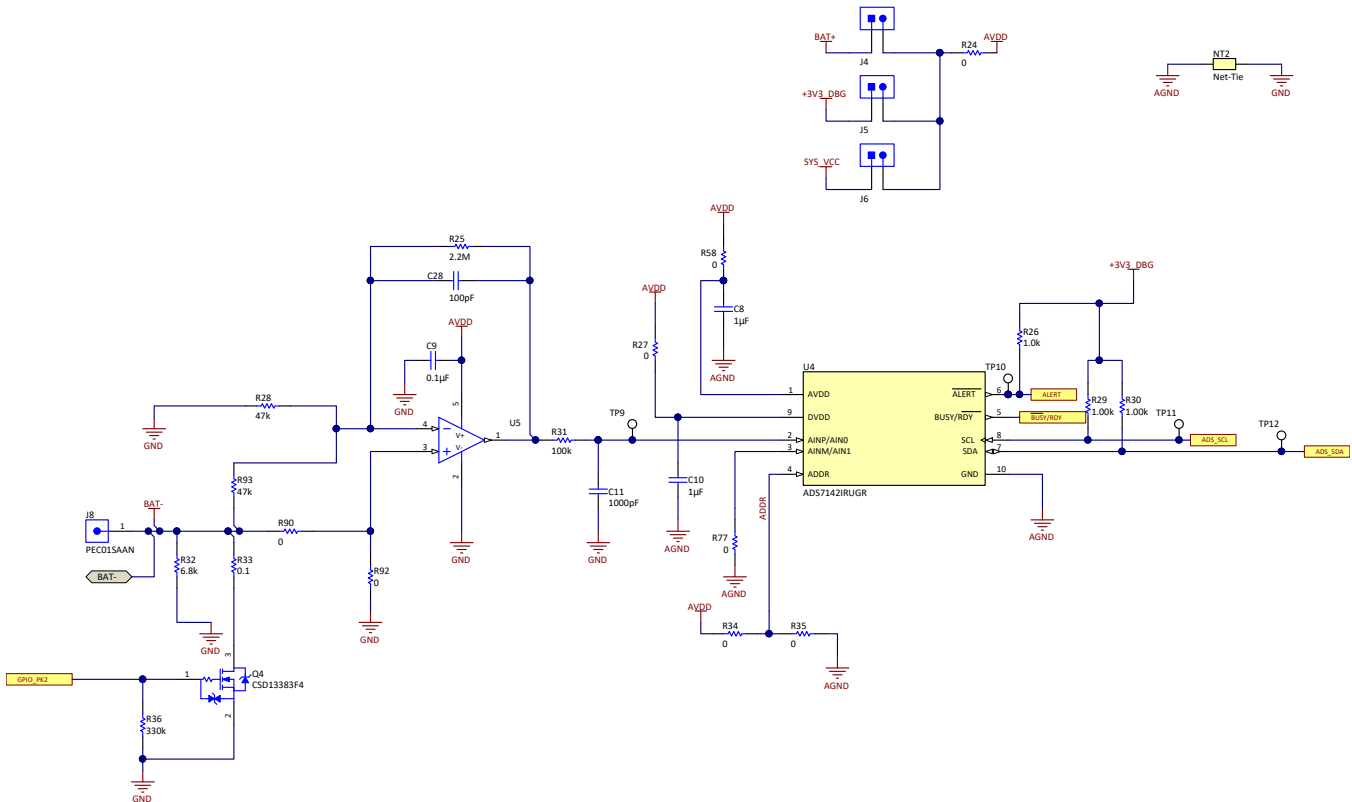 BAT+
J4
R24
0
AVDD
NT2
Net-Tie
AGND
GND
+3V3_DBG
J5
SYS_VCC
J6
AVDD
R58
0
C8
1µF
AGND
R25
2.2M
C28
100pF
AVDD
C9
0.1µF
GND
AVDD
R27
0
+3V3_DBG
R26
1.0k
R29
1.00k
R30
1.00k
R28
47k
GND
5
4
3
V+
V-
1
2
U5
GND
R31
100k
TP9
C11
1000pF
GND
C10
1µF
AGND
U4
1
AVDD
9
DVDD
2
AINP/AIN0
3
AINM/AIN1
4
ADDR
ALERT
6
BUSY/RDY
5
SCL
8
SDA
7
GND
10
ADS7142IRUGR
TP10
ALERT
BUSY/RDY
TP11
ADS_SCL
TP12
ADS_SDA
AGND
ADDR
R77
0
AGND
AVDD
R34
0
R35
0
AGND
R93
47k
BAT-
J8
1
PEC01SAAN
BAT-
R90
0
R32
6.8k
R33
0.1
R92
0
GND
GND
GPIO_PK2
1
3
2
Q4
CSD13383F4
R36
330k
GND